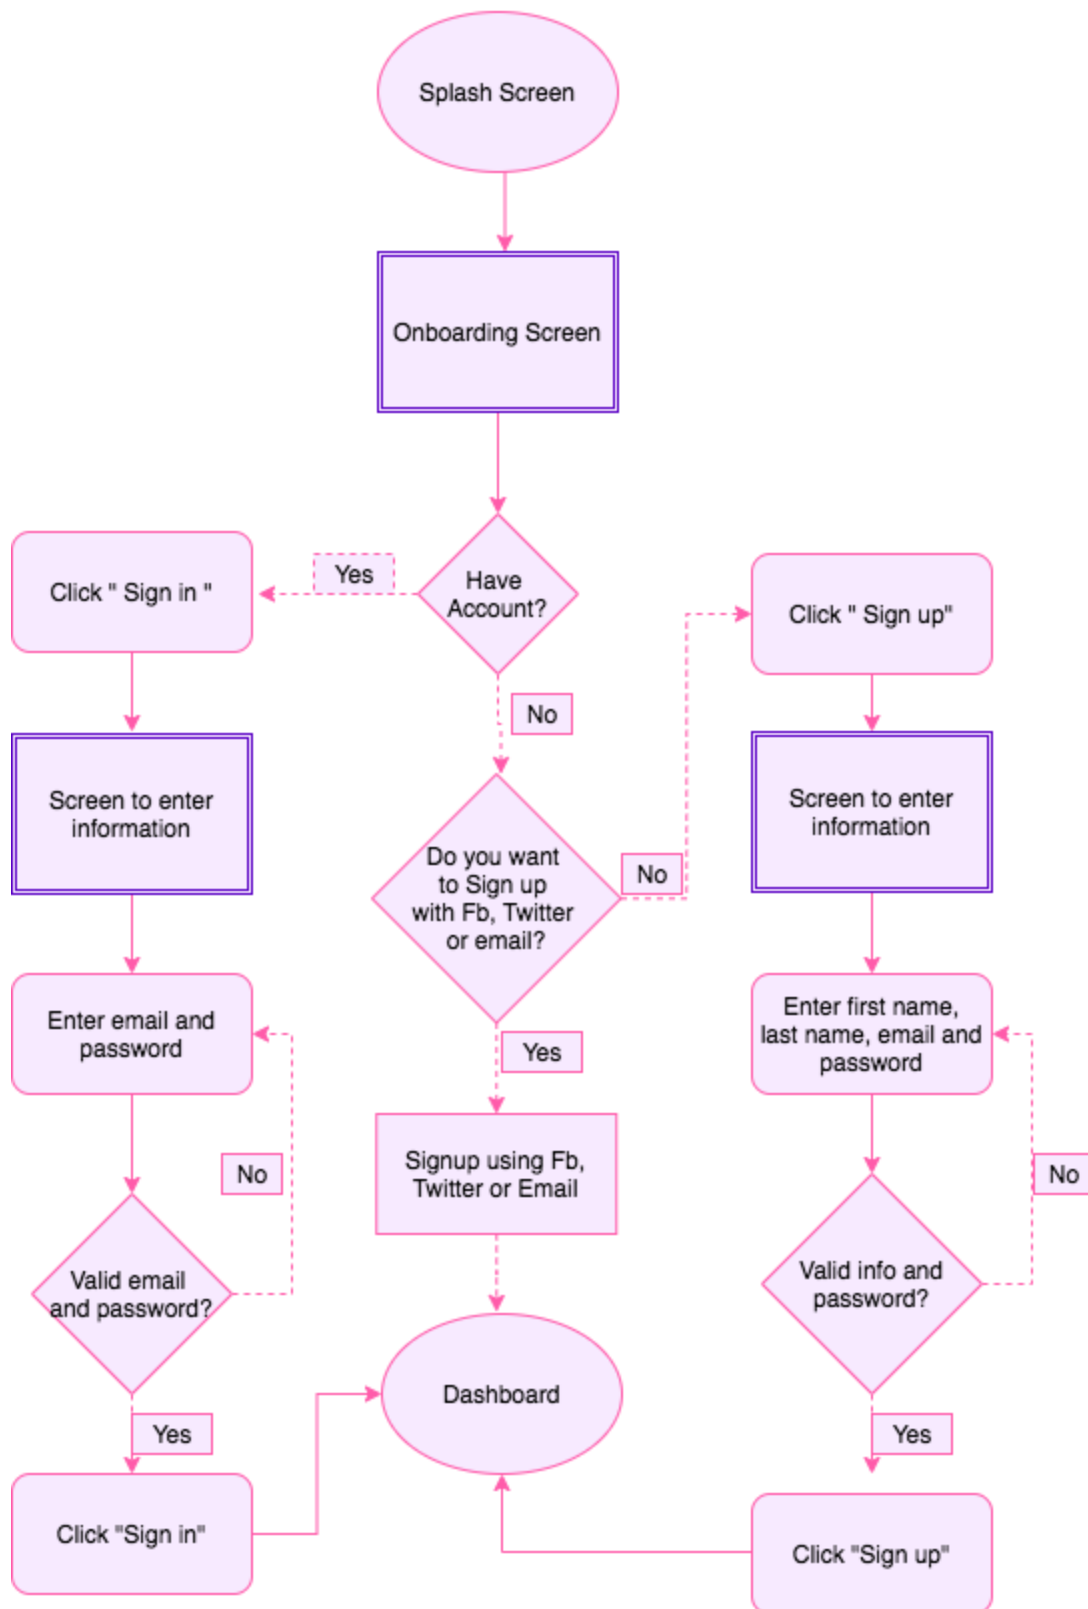 Splash Screen
Onboarding Screen
Have
Account?
Yes
Click " Sign in "
No
Click " Sign up"
Screen to enter
information
Do you want
to Sign up
with Fb, Twitter
or email?
No
Screen to enter
information
Enter email and
password
Yes
Enter first name,
last name, email and
password
No
Signup using Fb,
Twitter or Email
No
Valid email
and password?
Valid info and
password?
Dashboard
Yes
Yes
Click "Sign in"
Click "Sign up"